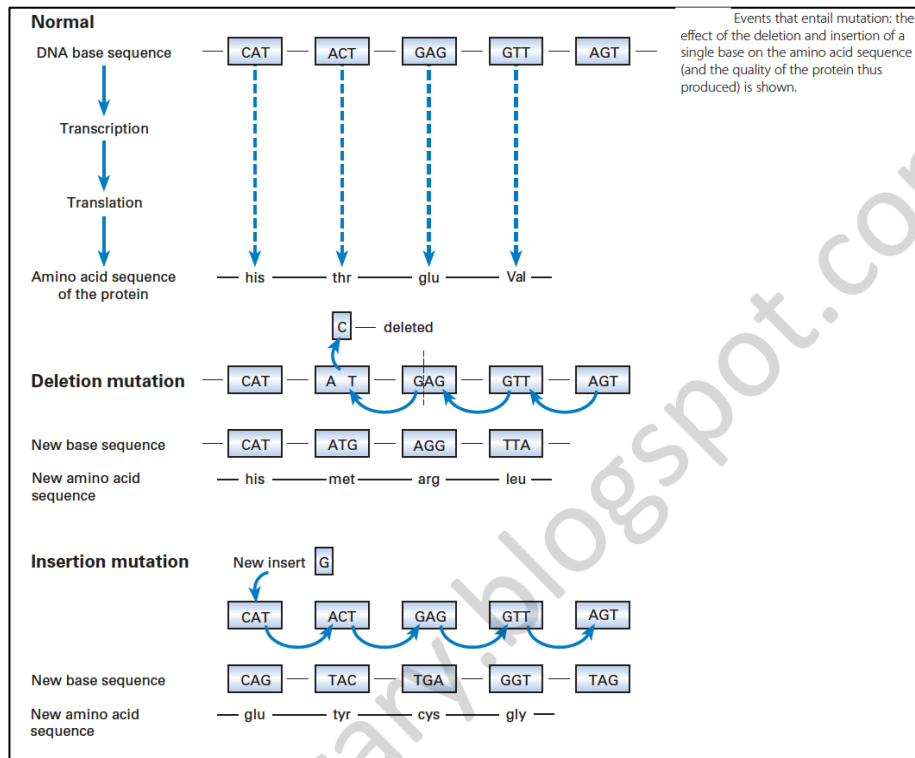 Normal
Events that entail mutation: the
effect of the deletion and insertion of a
single base on the amino acid sequence
(and the quality of the protein thus
produced) is shown.
DNA base sequence
CAT ACT GAG GTT AGT
Transcription
Translation
Amino acid sequence
of the protein
his thr glu Val
C deleted
Deletion mutation
CAT A T GAG GTT AGT
New base sequence
CAT ATG AGG TTA
New amino acid
sequence
his met arg leu
Insertion mutation
New insert G
CAT ACT GAG GTT AGT
New base sequence
CAG TAC TGA GGT TAG
New amino acid
sequence
glu tyr cys gly
rary.blogspot.com